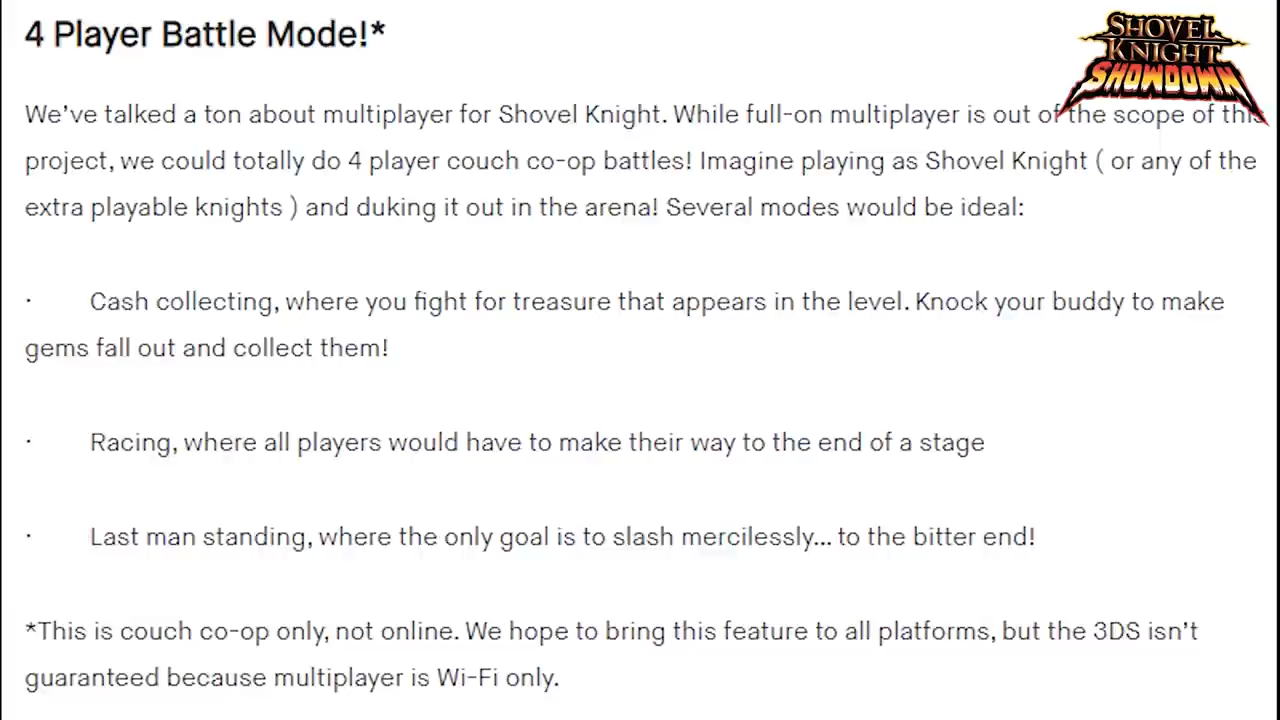 4 Player Battle Mode!*
SHOVEL
KNIGHT
SHOWDOWN
We've talked a ton about multiplayer for Shovel Knight. While full-on multiplayer is out of the scope of this
project, we could totally do 4 player couch co-op battles! Imagine playing as Shovel Knight ( or any of the
extra playable knights ) and duking it out in the arena! Several modes would be ideal:
· Cash collecting, where you fight for treasure that appears in the level. Knock your buddy to make
gems fall out and collect them!
· Racing, where all players would have to make their way to the end of a stage
· Last man standing, where the only goal is to slash mercilessly... to the bitter end!
*This is couch co-op only, not online. We hope to bring this feature to all platforms, but the 3DS isn't
guaranteed because multiplayer is Wi-Fi only.